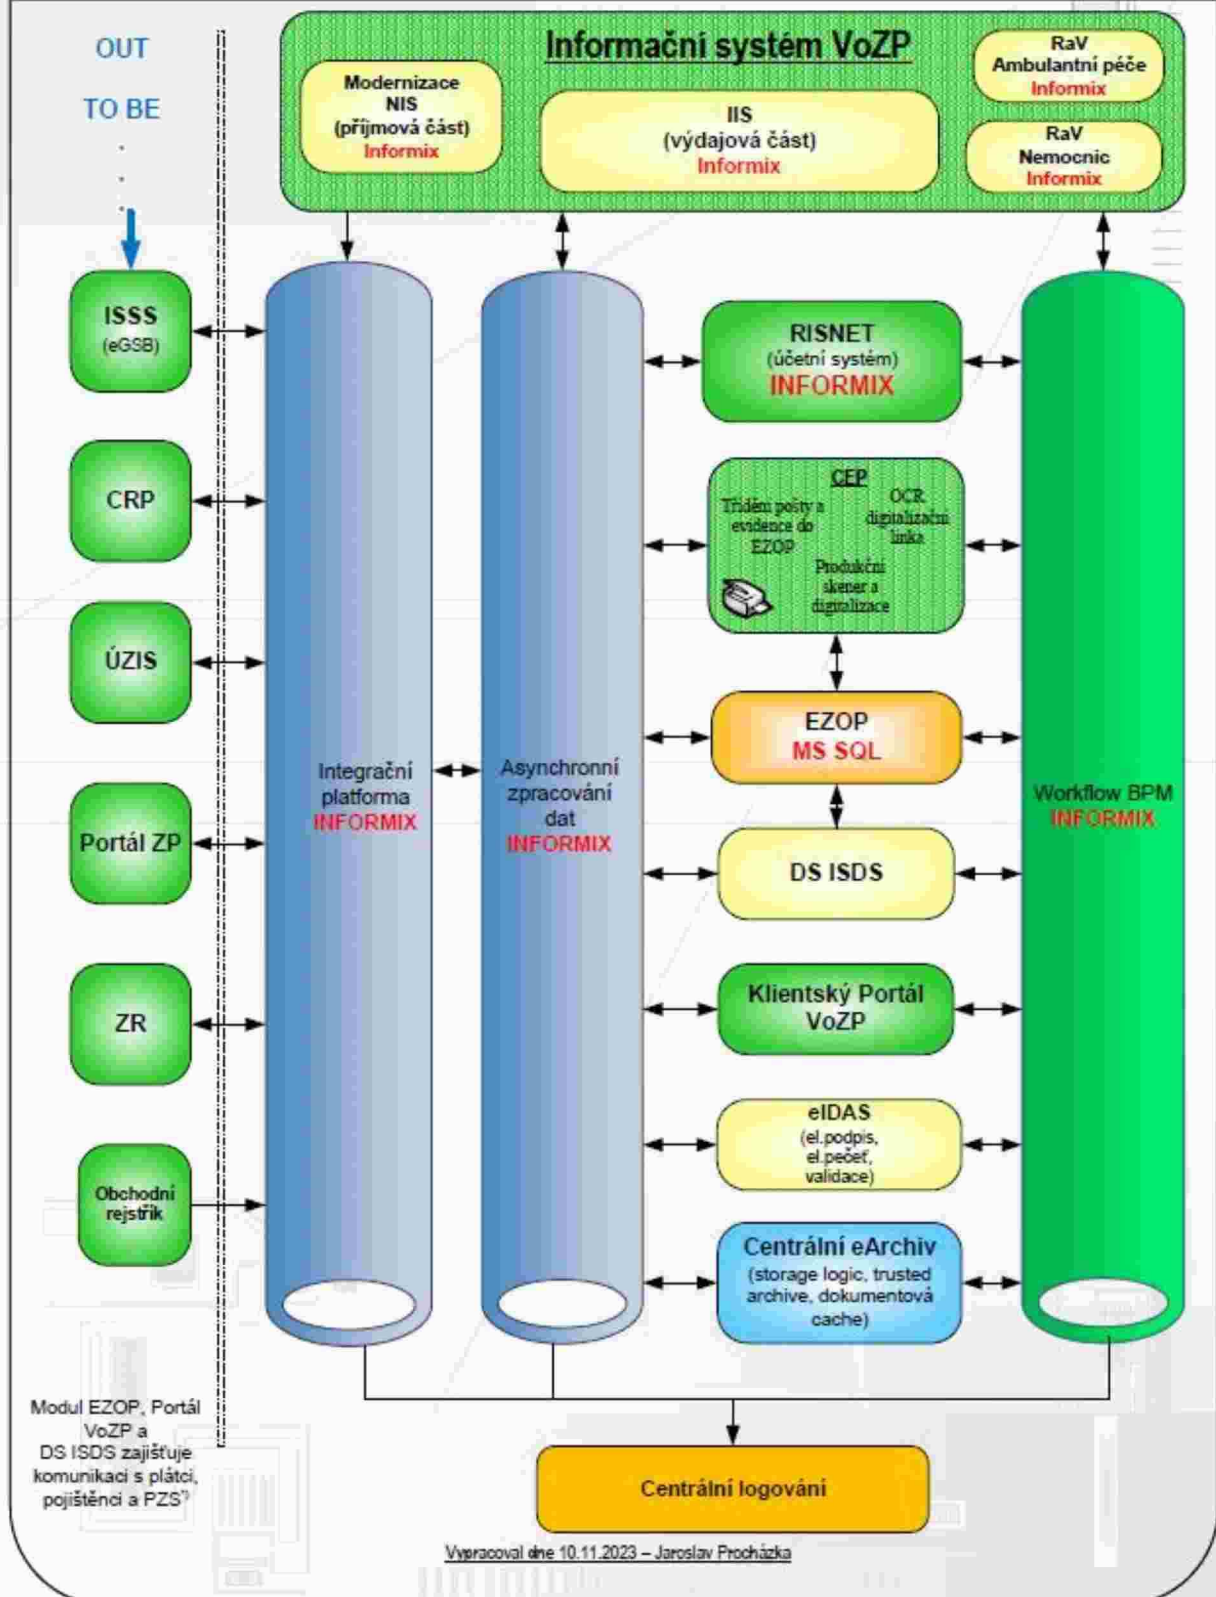 OUT
TO BE
Informační systém VoZP
Modernizace
NIS
(příjmová část)
Informix
IIS
(výdajová část)
Informix
RaV
Ambulantní péče
Informix
RaV
Nemocnic
Informix
ISSS
(eGSB)
CRP
ÚZIS
Portál ZP
ZR
Obchodní
rejstřík
Integrační
platforma
INFORMIX
Asynchronní
zpracování
dat
INFORMIX
RISNET
(účetní systém)
INFORMIX
CEP
Třídění pošty a
evidence do
EZOP
OCR,
digitalizační
linka
Produkční
skener a
digitalizace
EZOP
MS SQL
DS ISDS
Klientský Portál
VoZP
eIDAS
(el.podpis,
el.pečeť,
validace)
Centrální eArchiv
(storage logic, trusted
archive, dokumentová
cache)
Workflow BPM
INFORMIX
Modul EZOP, Portál
VoZP a
DS ISDS zajišťuje
komunikaci s plátci,
pojištěnci a PZS*)
Centrální logování
Vypracoval dne 10.11.2023 – Jaroslav Procházka